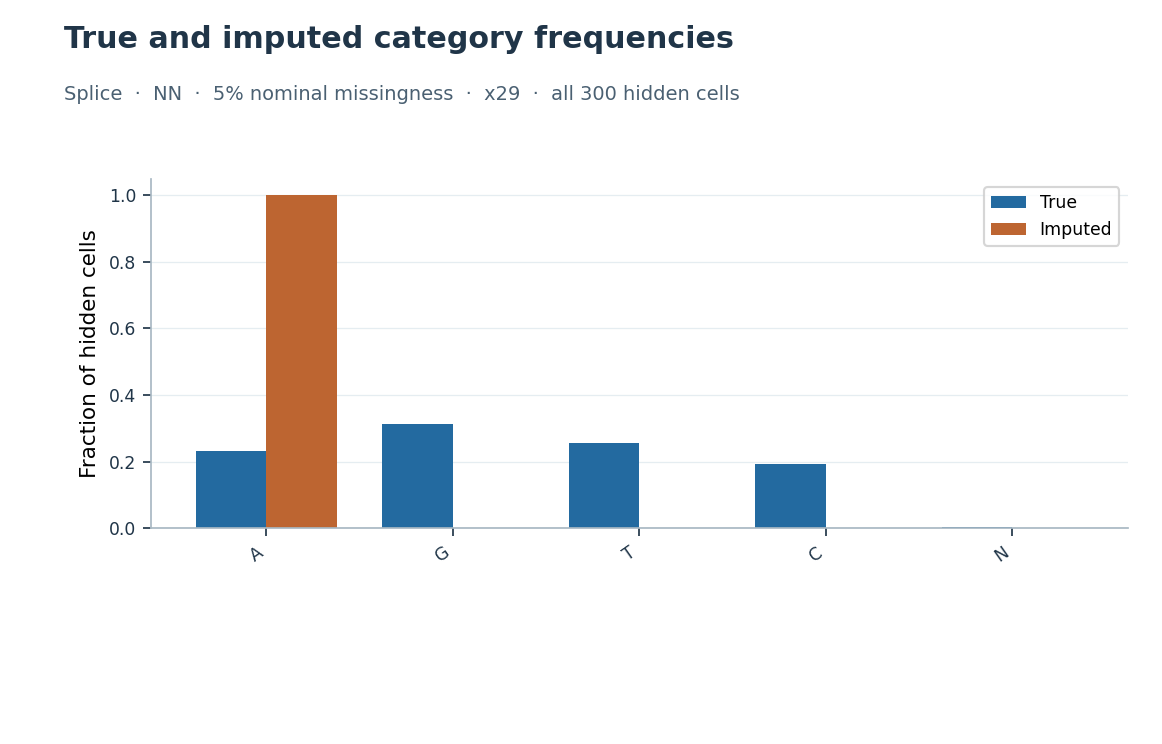 True and imputed category frequencies
Splice · NN · 5% nominal missingness · x29 · all 300 hidden cells
Fraction of hidden cells
1.0
0.8
0.6
0.4
0.2
0.0
True
Imputed
A
G
T
C
N